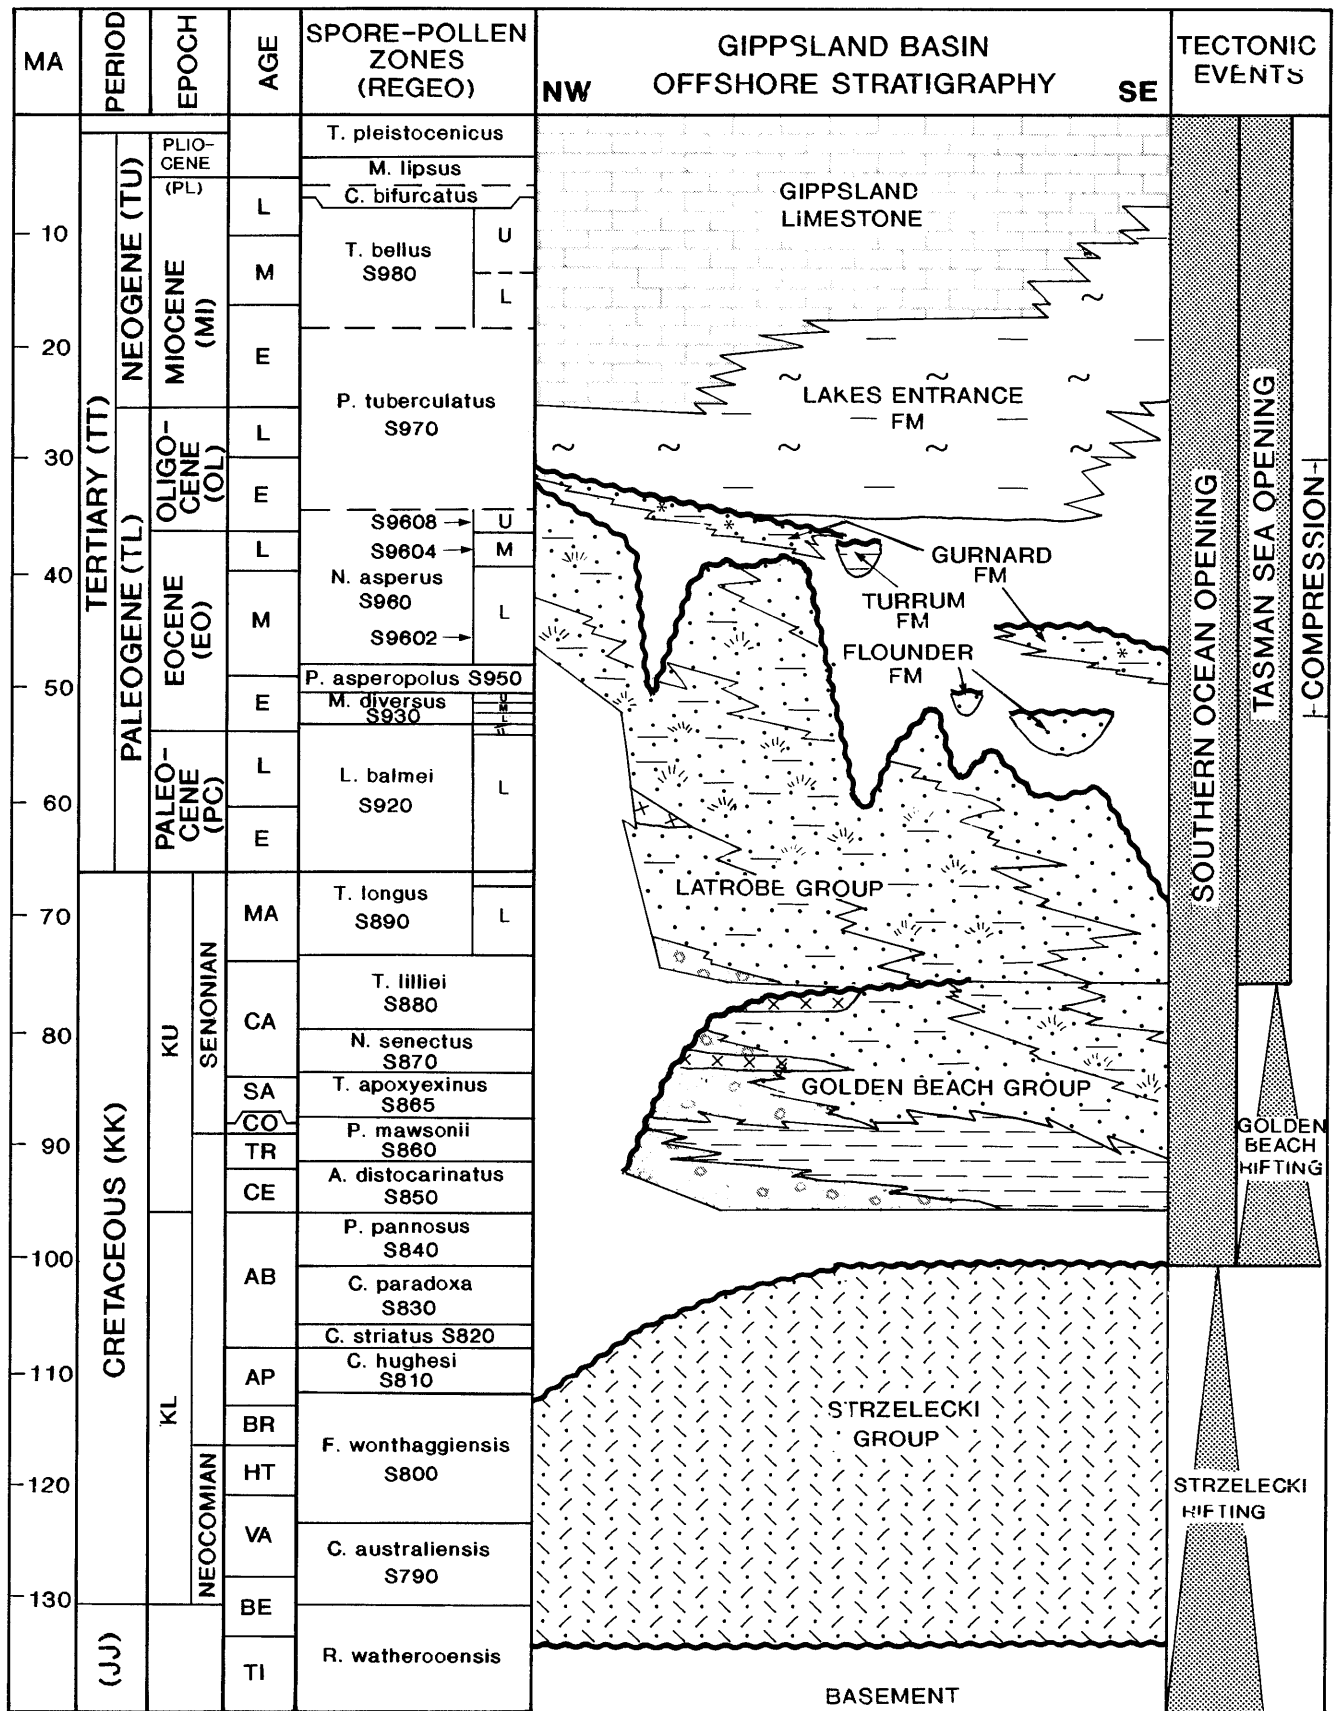 MA
PERIOD
EPOCH
AGE
SPORE-POLLEN
ZONES
(REGEO)
GIPPSLAND BASIN
OFFSHORE STRATIGRAPHY
NW
SE
TECTONIC
EVENTS
10
20
30
40
50
60
70
80
90
100
110
120
130
TERTIARY (TT)
NEOGENE (TU)
PALEOGENE (TL)
CRETACEOUS (KK)
(JJ)
PLIO-
CENE
(PL)
MIOCENE
(MI)
OLIGO-
CENE
(OL)
EOCENE
(EO)
PALEO-
CENE
(PC)
KU
SENONIAN
KL
NEOCOMIAN
L
M
E
L
E
L
M
E
L
E
MA
CA
SA
CO
TR
CE
AB
AP
BR
HT
VA
BE
TI
T. pleistocenicus
M. lipsus
C. bifurcatus
T. bellus
S980
U
L
P. tuberculatus
S970
S9608
U
S9604
M
N. asperus
S960
L
S9602
P. asperopolus S950
M. diversus
S930
U
M
L
L. balmei
S920
L
T. longus
S890
L
T. lilliei
S880
N. senectus
S870
T. apoxyexinus
S865
P. mawsonii
S860
A. distocarinatus
S850
P. pannosus
S840
C. paradoxa
S830
C. striatus S820
C. hughesi
S810
F. wonthaggiensis
S800
C. australiensis
S790
R. watherooensis
GIPPSLAND
LIMESTONE
LAKES ENTRANCE
FM
GURNARD
FM
TURRUM
FM
FLOUNDER
FM
LATROBE GROUP
GOLDEN BEACH GROUP
STRZELECKI
GROUP
BASEMENT
SOUTHERN OCEAN OPENING
TASMAN SEA OPENING
COMPRESSION
GOLDEN
BEACH
RIFTING
STRZELECKI
RIFTING